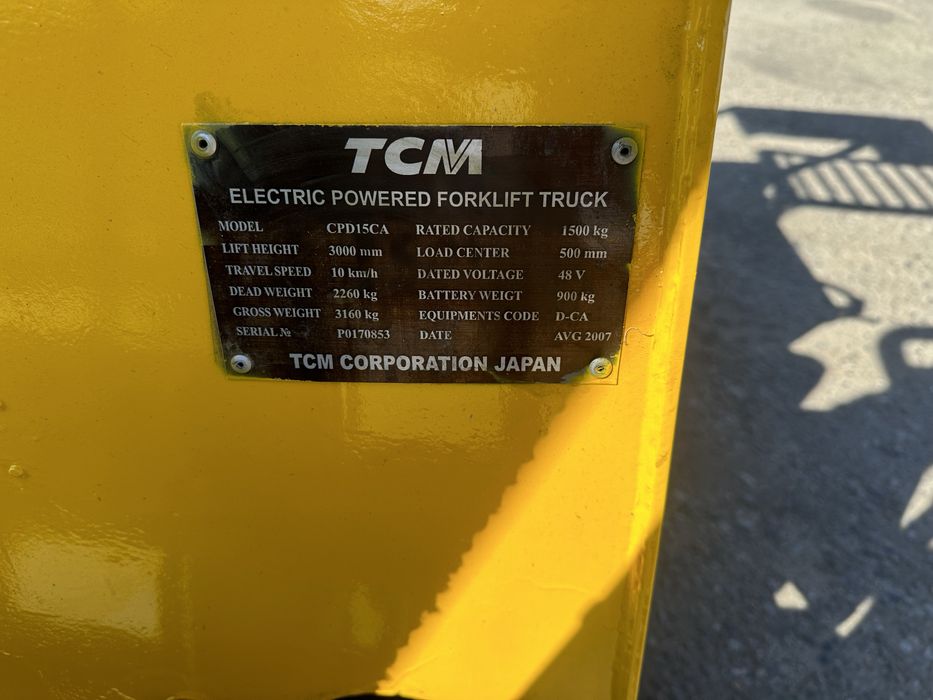 TCM
ELECTRIC POWERED FORKLIFT TRUCK
MODEL CPD15CA RATED CAPACITY 1500 kg
LIFT HEIGHT 3000 mm LOAD CENTER 500 mm
TRAVEL SPEED 10 km/h DATED VOLTAGE 48 V
DEAD WEIGHT 2260 kg BATTERY WEIGT 900 kg
GROSS WEIGHT 3160 kg EQUIPMENTS CODE D-CA
SERIAL № P0170853 DATE AVG 2007
TCM CORPORATION JAPAN